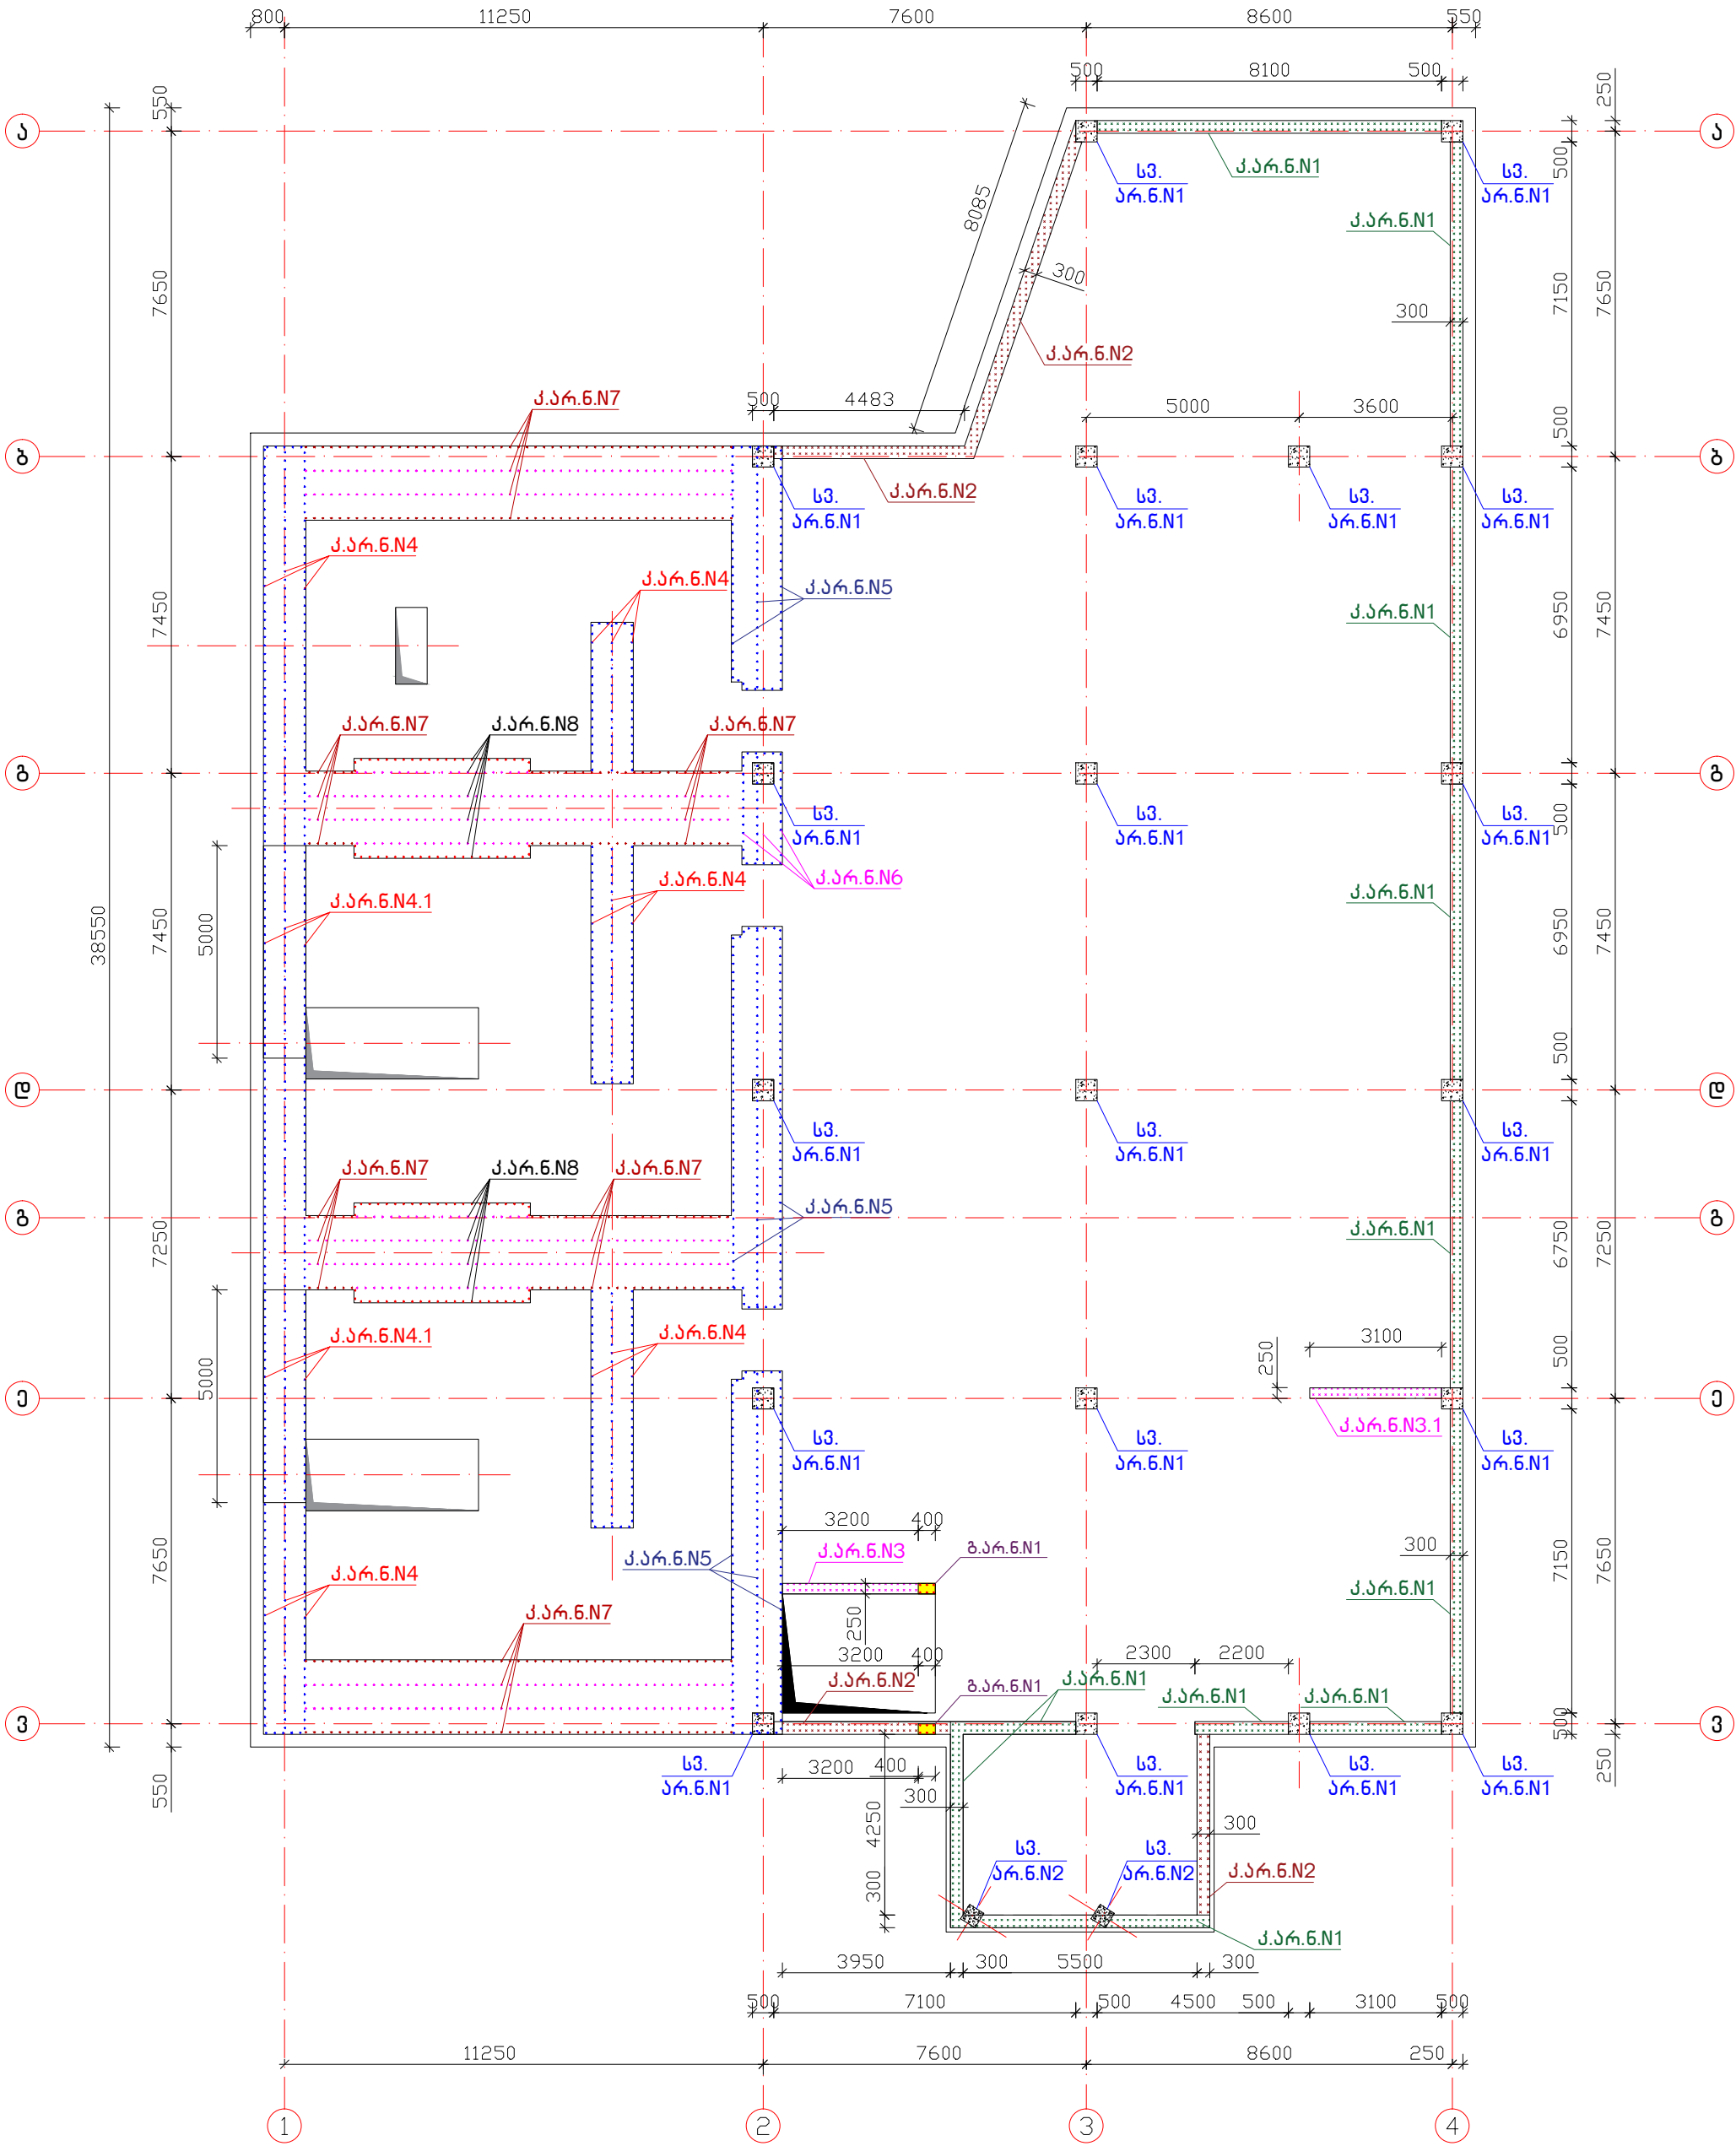 800 11250 7600 8600 550
500 8100 500
550 250
ა ა
კ.არ.ნ.N1
სვ.
არ.ნ.N1
სვ.
არ.ნ.N1
500
8085
კ.არ.ნ.N1
300
7650 7150 7650
300
კ.არ.ნ.N2
კ.არ.ნ.N7
500 4483
5000 3600
500
ბ ბ
კ.არ.ნ.N2
სვ.
არ.ნ.N1
სვ.
არ.ნ.N1
სვ.
არ.ნ.N1
სვ.
არ.ნ.N1
კ.არ.ნ.N4
კ.არ.ნ.N4
კ.არ.ნ.N5
კ.არ.ნ.N1
7450 6950 7450
კ.არ.ნ.N7
კ.არ.ნ.N8
კ.არ.ნ.N7
გ გ
სვ.
არ.ნ.N1
სვ.
არ.ნ.N1
სვ.
არ.ნ.N1
500
კ.არ.ნ.N4
კ.არ.ნ.N6
კ.არ.ნ.N1
კ.არ.ნ.N4.1
38550
7450
5000
6950
7450
500
დ დ
სვ.
არ.ნ.N1
სვ.
არ.ნ.N1
სვ.
არ.ნ.N1
კ.არ.ნ.N7
კ.არ.ნ.N8
კ.არ.ნ.N7
გ გ
კ.არ.ნ.N5
კ.არ.ნ.N1
7250 6750 7250
კ.არ.ნ.N4.1
კ.არ.ნ.N4
5000
3100
250
500
ე ე
კ.არ.ნ.N3.1
სვ.
არ.ნ.N1
სვ.
არ.ნ.N1
სვ.
არ.ნ.N1
3200 400
კ.არ.ნ.N5
კ.არ.ნ.N3
გ.არ.ნ.N1
300
7650 7150 7650
კ.არ.ნ.N4
კ.არ.ნ.N7
კ.არ.ნ.N1
250
3200 400
2300 2200
კ.არ.ნ.N2
გ.არ.ნ.N1
კ.არ.ნ.N1
კ.არ.ნ.N1
კ.არ.ნ.N1
ვ ვ
500
სვ.
არ.ნ.N1
სვ.
არ.ნ.N1
სვ.
არ.ნ.N1
სვ.
არ.ნ.N1
550 250
3200 400
300
4250
300
300
სვ.
არ.ნ.N2
სვ.
არ.ნ.N2
კ.არ.ნ.N2
კ.არ.ნ.N1
3950 300 5500 300
500 7100 500 4500 500 3100 500
11250 7600 8600 250
1 2 3 4